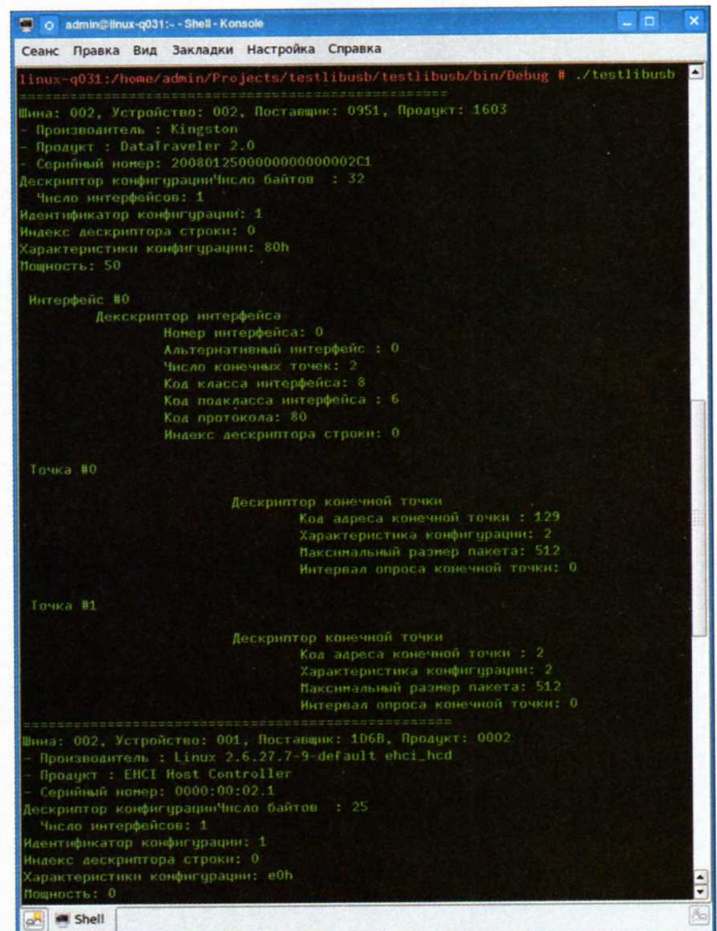 admin@linux-q031:~ - Shell - Konsole
Сеанс Правка Вид Закладки Настройка Справка
linux-q031:/home/admin/Projects/testlibusb/testlibusb/bin/Debug # ./testlibusb
==================================================
Шина: 002, Устройство: 002, Поставщик: 0951, Продукт: 1603
- Производитель : Kingston
- Продукт : DataTraveler 2.0
- Серийный номер: 2008012500000000000002C1
Дескриптор конфигурацииЧисло байтов : 32
Число интерфейсов: 1
Идентификатор конфигурации: 1
Индекс дескриптора строки: 0
Характеристики конфигурации: 80h
Мощность: 50
Интерфейс #0
Декскриптор интерфейса
Номер интерфейса: 0
Альтернативный интерфейс : 0
Число конечных точек: 2
Код класса интерфейса: 8
Код подкласса интерфейса : 6
Код протокола: 80
Индекс дескриптора строки: 0
Точка #0
Дескриптор конечной точки
Код адреса конечной точки : 129
Характеристика конфигурации: 2
Максимальный размер пакета: 512
Интервал опроса конечной точки: 0
Точка #1
Дескриптор конечной точки
Код адреса конечной точки : 2
Характеристика конфигурации: 2
Максимальный размер пакета: 512
Интервал опроса конечной точки: 0
==================================================
Шина: 002, Устройство: 001, Поставщик: 1D6B, Продукт: 0002
- Производитель : Linux 2.6.27.7-9-default ehci_hcd
- Продукт : EHCI Host Controller
- Серийный номер: 0000:00:02.1
Дескриптор конфигурацииЧисло байтов : 25
Число интерфейсов: 1
Идентификатор конфигурации: 1
Индекс дескриптора строки: 0
Характеристики конфигурации: e0h
Мощность: 0
Shell